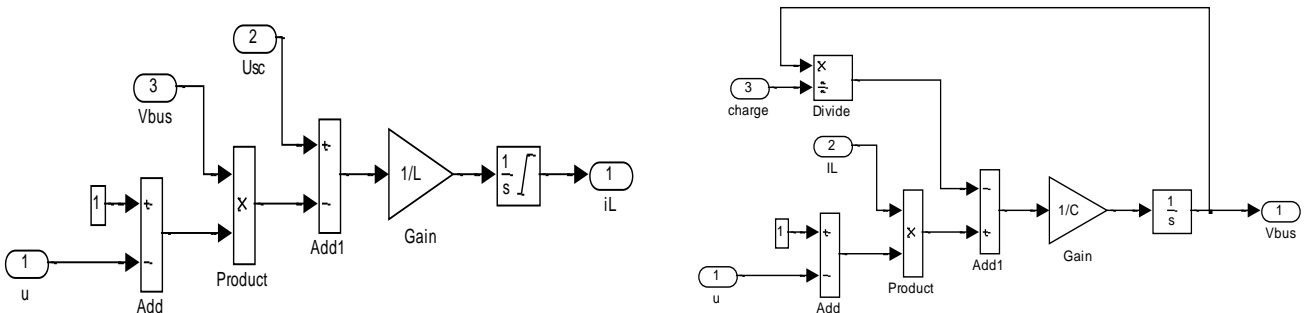 2
Usc
3
Vbus
1
+
-
1
u
Add
x
Product
+
-
Add1
1/L
Gain
1
s
1
iL
3
charge
x
÷
Divide
2
IL
1
+
-
1
u
Add
x
Product
-
+
Add1
1/C
Gain
1
s
1
Vbus